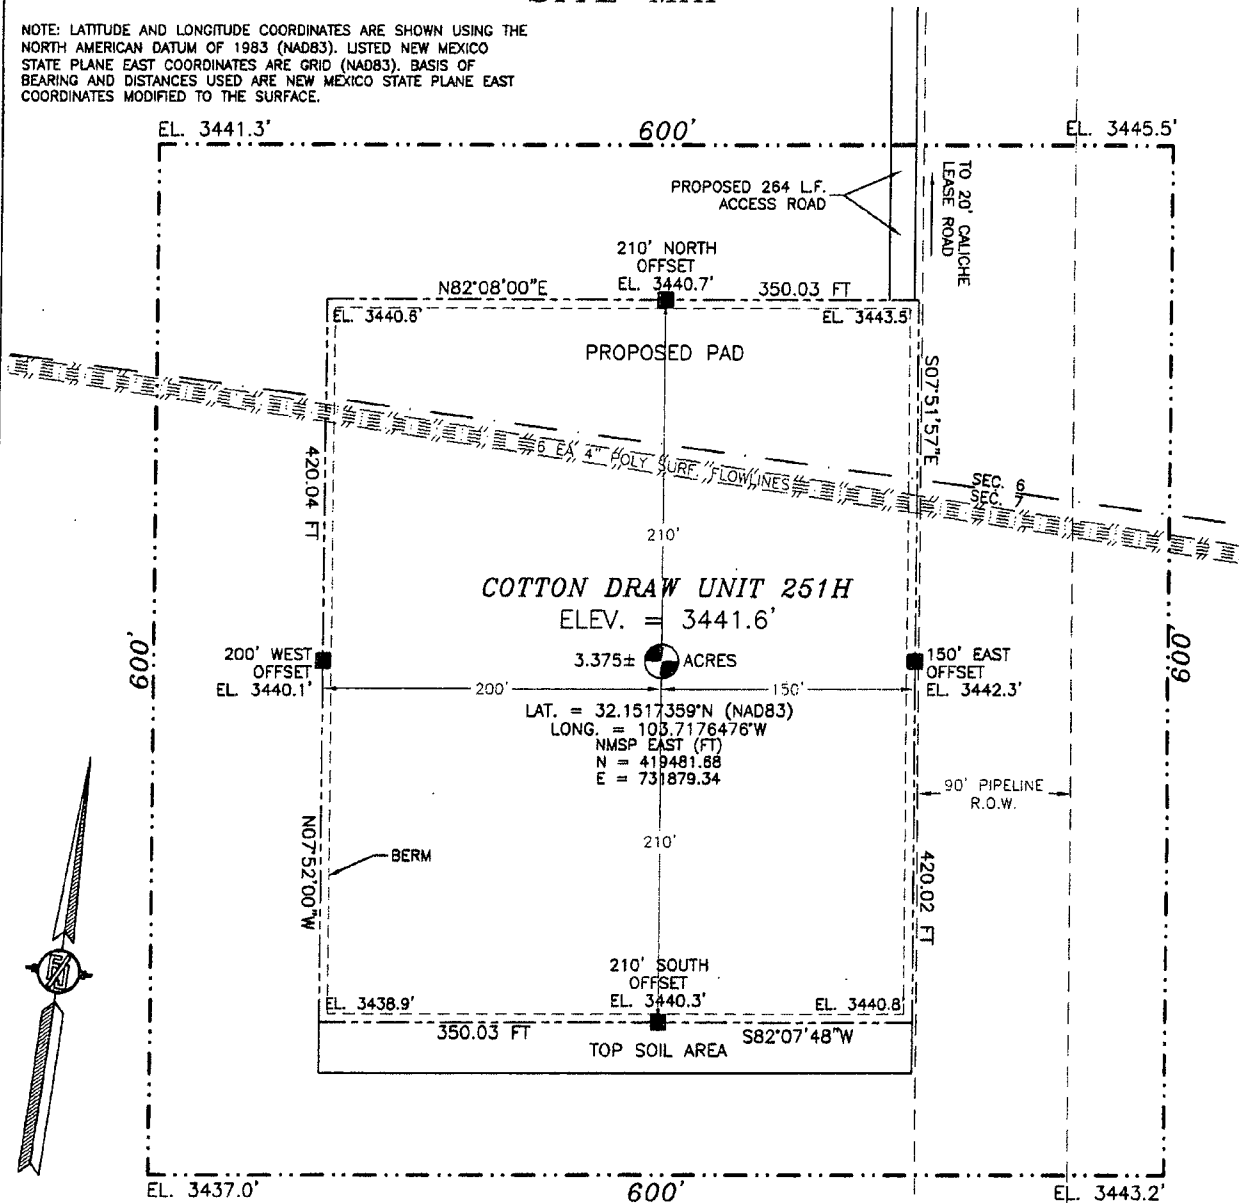 SITE MAP
NOTE: LATITUDE AND LONGITUDE COORDINATES ARE SHOWN USING THE
NORTH AMERICAN DATUM OF 1983 (NAD83). LISTED NEW MEXICO
STATE PLANE EAST COORDINATES ARE GRID (NAD83). BASIS OF
BEARING AND DISTANCES USED ARE NEW MEXICO STATE PLANE EAST
COORDINATES MODIFIED TO THE SURFACE.
EL. 3441.3'
600'
EL. 3445.5'
PROPOSED 264 L.F.
ACCESS ROAD
TO 20' CALICHE
LEASE ROAD
210' NORTH
OFFSET
EL. 3440.7'
N82°08'00"E
350.03 FT
EL. 3440.6'
EL. 3443.5'
PROPOSED PAD
S07°51'57"E
420.04 FT
6 EA. 4" POLY SURF. FLOWLINES
SEC. 6
SEC. 7
210'
COTTON DRAW UNIT 251H
ELEV. = 3441.6'
600'
200' WEST
OFFSET
EL. 3440.1'
3.375± ACRES
150' EAST
OFFSET
EL. 3442.3'
600'
200'
150'
LAT. = 32.1517359°N (NAD83)
LONG. = 103.7176476°W
NMSP EAST (FT)
N = 419481.68
E = 731879.34
90' PIPELINE
R.O.W.
N07°52'00"W
BERM
210'
420.02 FT
210' SOUTH
OFFSET
EL. 3440.3'
EL. 3438.9'
EL. 3440.8'
350.03 FT
S82°07'48"W
TOP SOIL AREA
EL. 3437.0'
600'
EL. 3443.2'